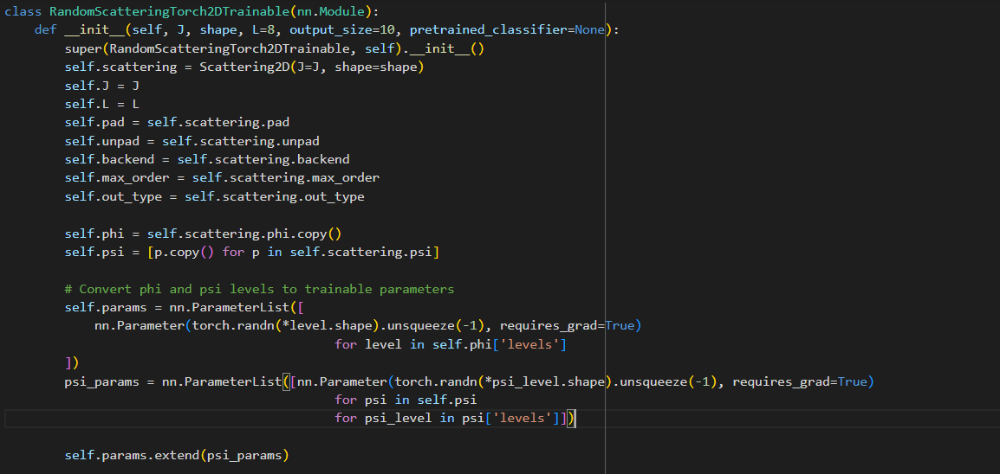 class RandomScatteringTorch2DTrainable(nn.Module):
    def __init__(self, J, shape, L=8, output_size=10, pretrained_classifier=None):
        super(RandomScatteringTorch2DTrainable, self).__init__()
        self.scattering = Scattering2D(J=J, shape=shape)
        self.J = J
        self.L = L
        self.pad = self.scattering.pad
        self.unpad = self.scattering.unpad
        self.backend = self.scattering.backend
        self.max_order = self.scattering.max_order
        self.out_type = self.scattering.out_type

        self.phi = self.scattering.phi.copy()
        self.psi = [p.copy() for p in self.scattering.psi]

        # Convert phi and psi levels to trainable parameters
        self.params = nn.ParameterList([
            nn.Parameter(torch.randn(*level.shape).unsqueeze(-1), requires_grad=True)
                                            for level in self.phi['levels']
        ])
        psi_params = nn.ParameterList([nn.Parameter(torch.randn(*psi_level.shape).unsqueeze(-1), requires_grad=True)
                                            for psi in self.psi
                                            for psi_level in psi['levels']])

        self.params.extend(psi_params)